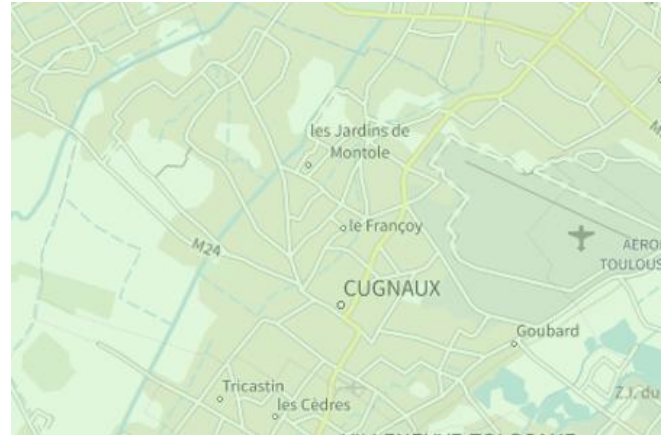 les Jardins de
Montole
le Françoy
M24
AERO
TOULOUS
CUGNAUX
Goubard
Tricastin
les Cèdres
Z.I. du